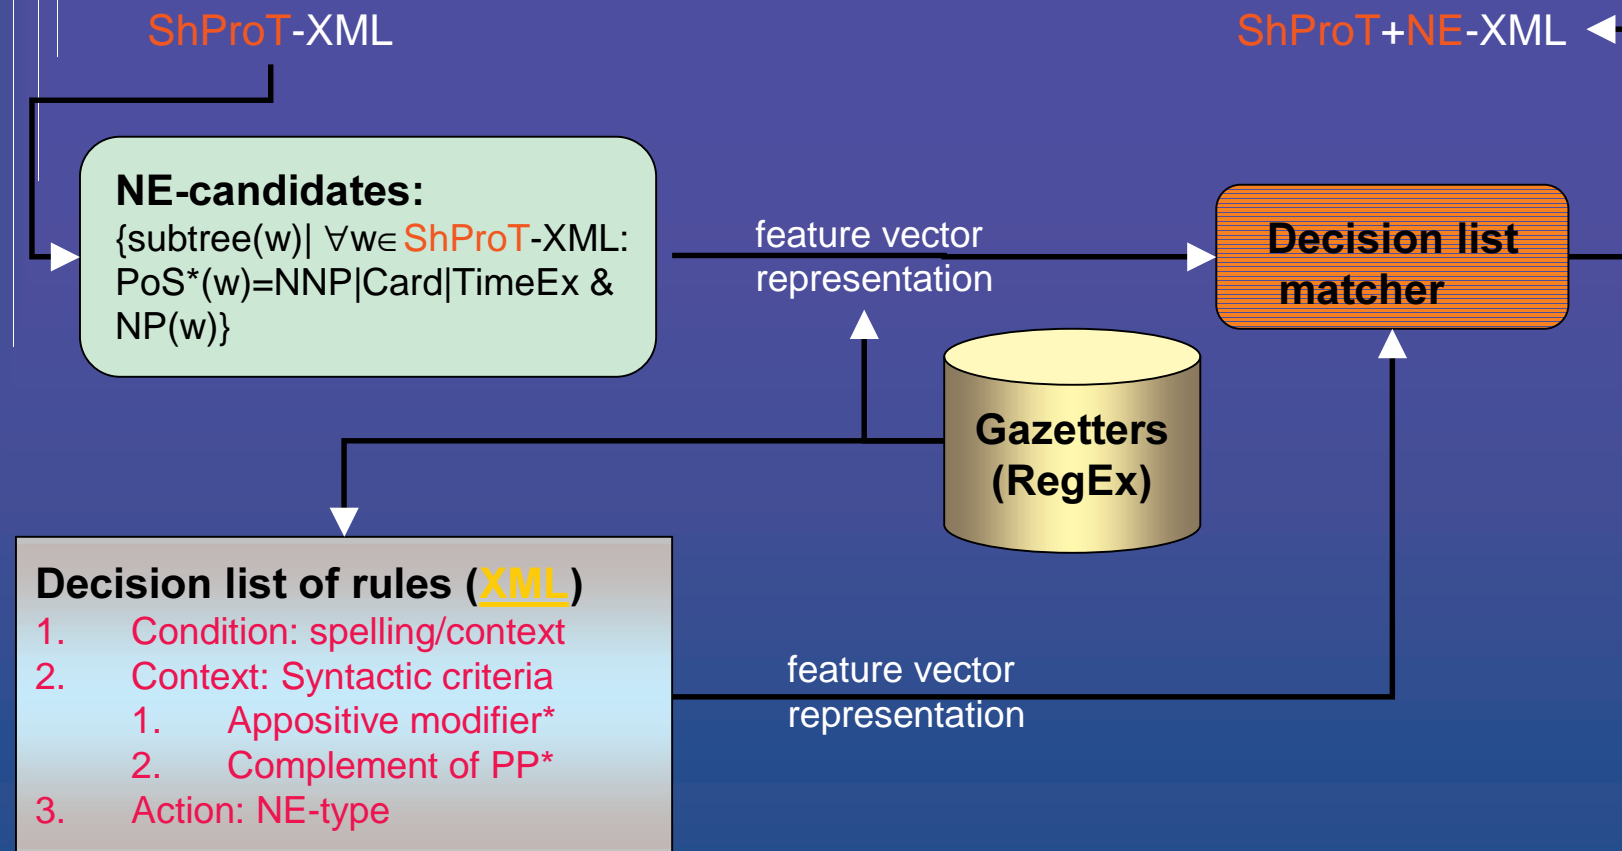 ShProT-XML
ShProT+NE-XML
NE-candidates:
{subtree(w)| ∀w∈ShProT-XML:
PoS*(w)=NNP|Card|TimeEx &
NP(w)}
feature vector
representation
Decision list
matcher
Gazetters
(RegEx)
Decision list of rules (XML)
1. Condition: spelling/context
2. Context: Syntactic criteria
1. Appositive modifier*
2. Complement of PP*
3. Action: NE-type
feature vector
representation